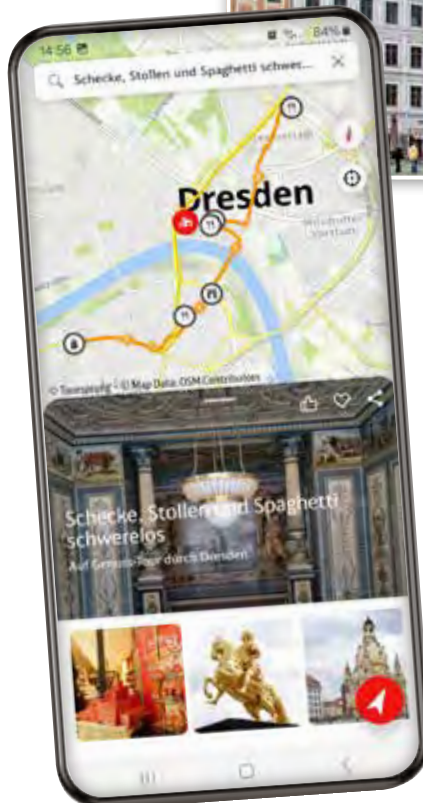 14:56 84%
Schecke, Stollen und Spaghetti schwer...
Dresden
© Toursprung - © Map Data: OSM Contributors
Schecke, Stollen und Spaghetti
schwerelos
Auf Genuss-Tour durch Dresden